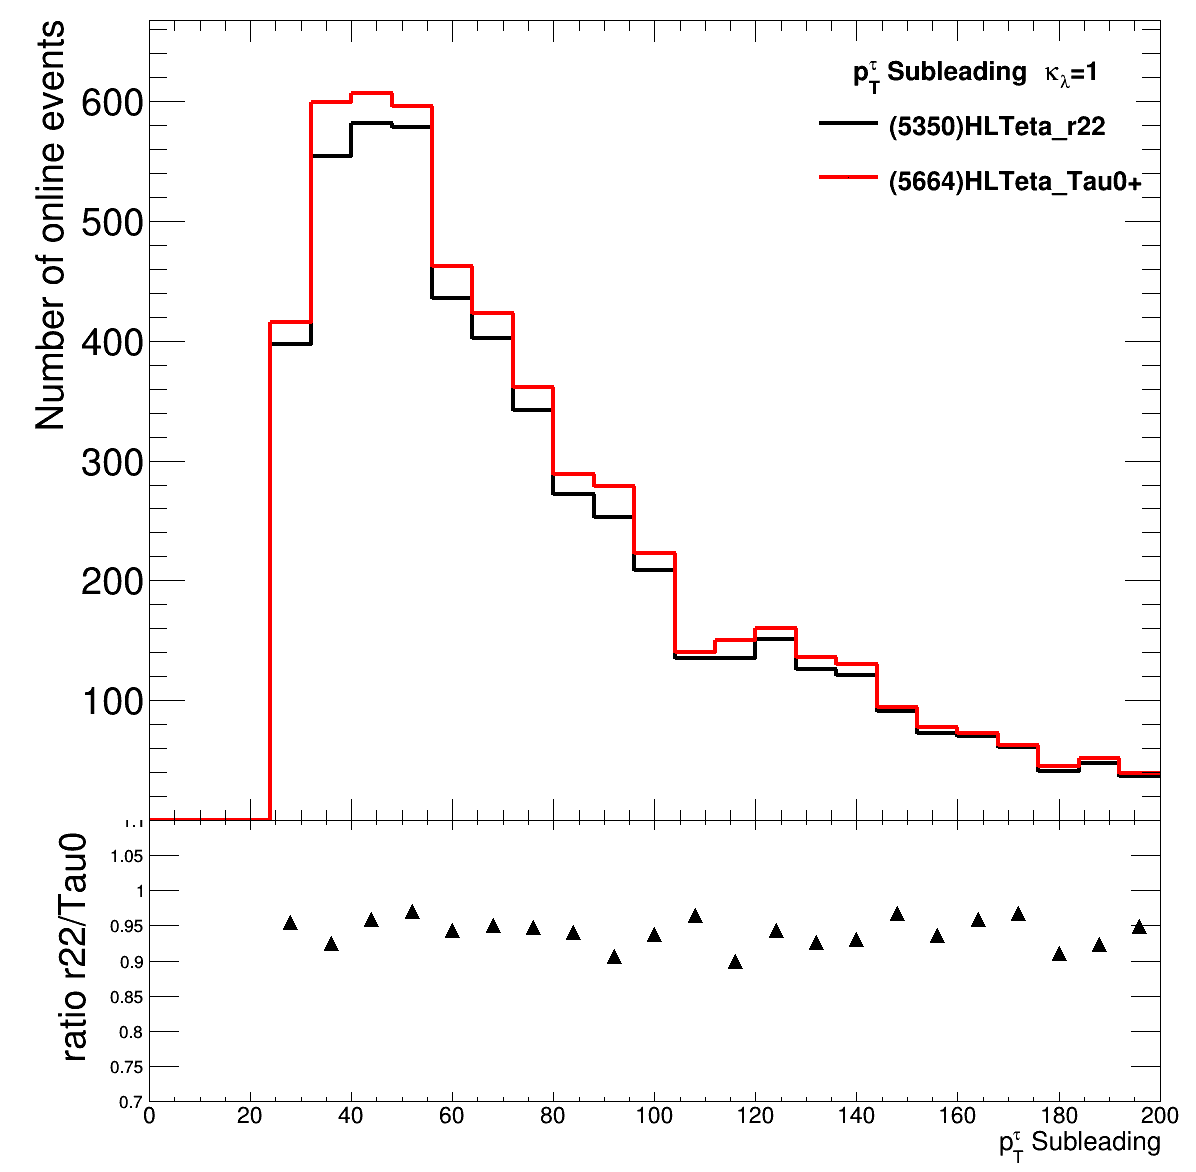 Number of online events
600
500
400
300
200
100
p_T^τ Subleading κ_λ=1
(5350)HLTeta_r22
(5664)HLTeta_Tau0+
ratio r22/Tau0
1.1
1.05
1
0.95
0.9
0.85
0.8
0.75
0.7
0 20 40 60 80 100 120 140 160 180 200
p_T^τ Subleading